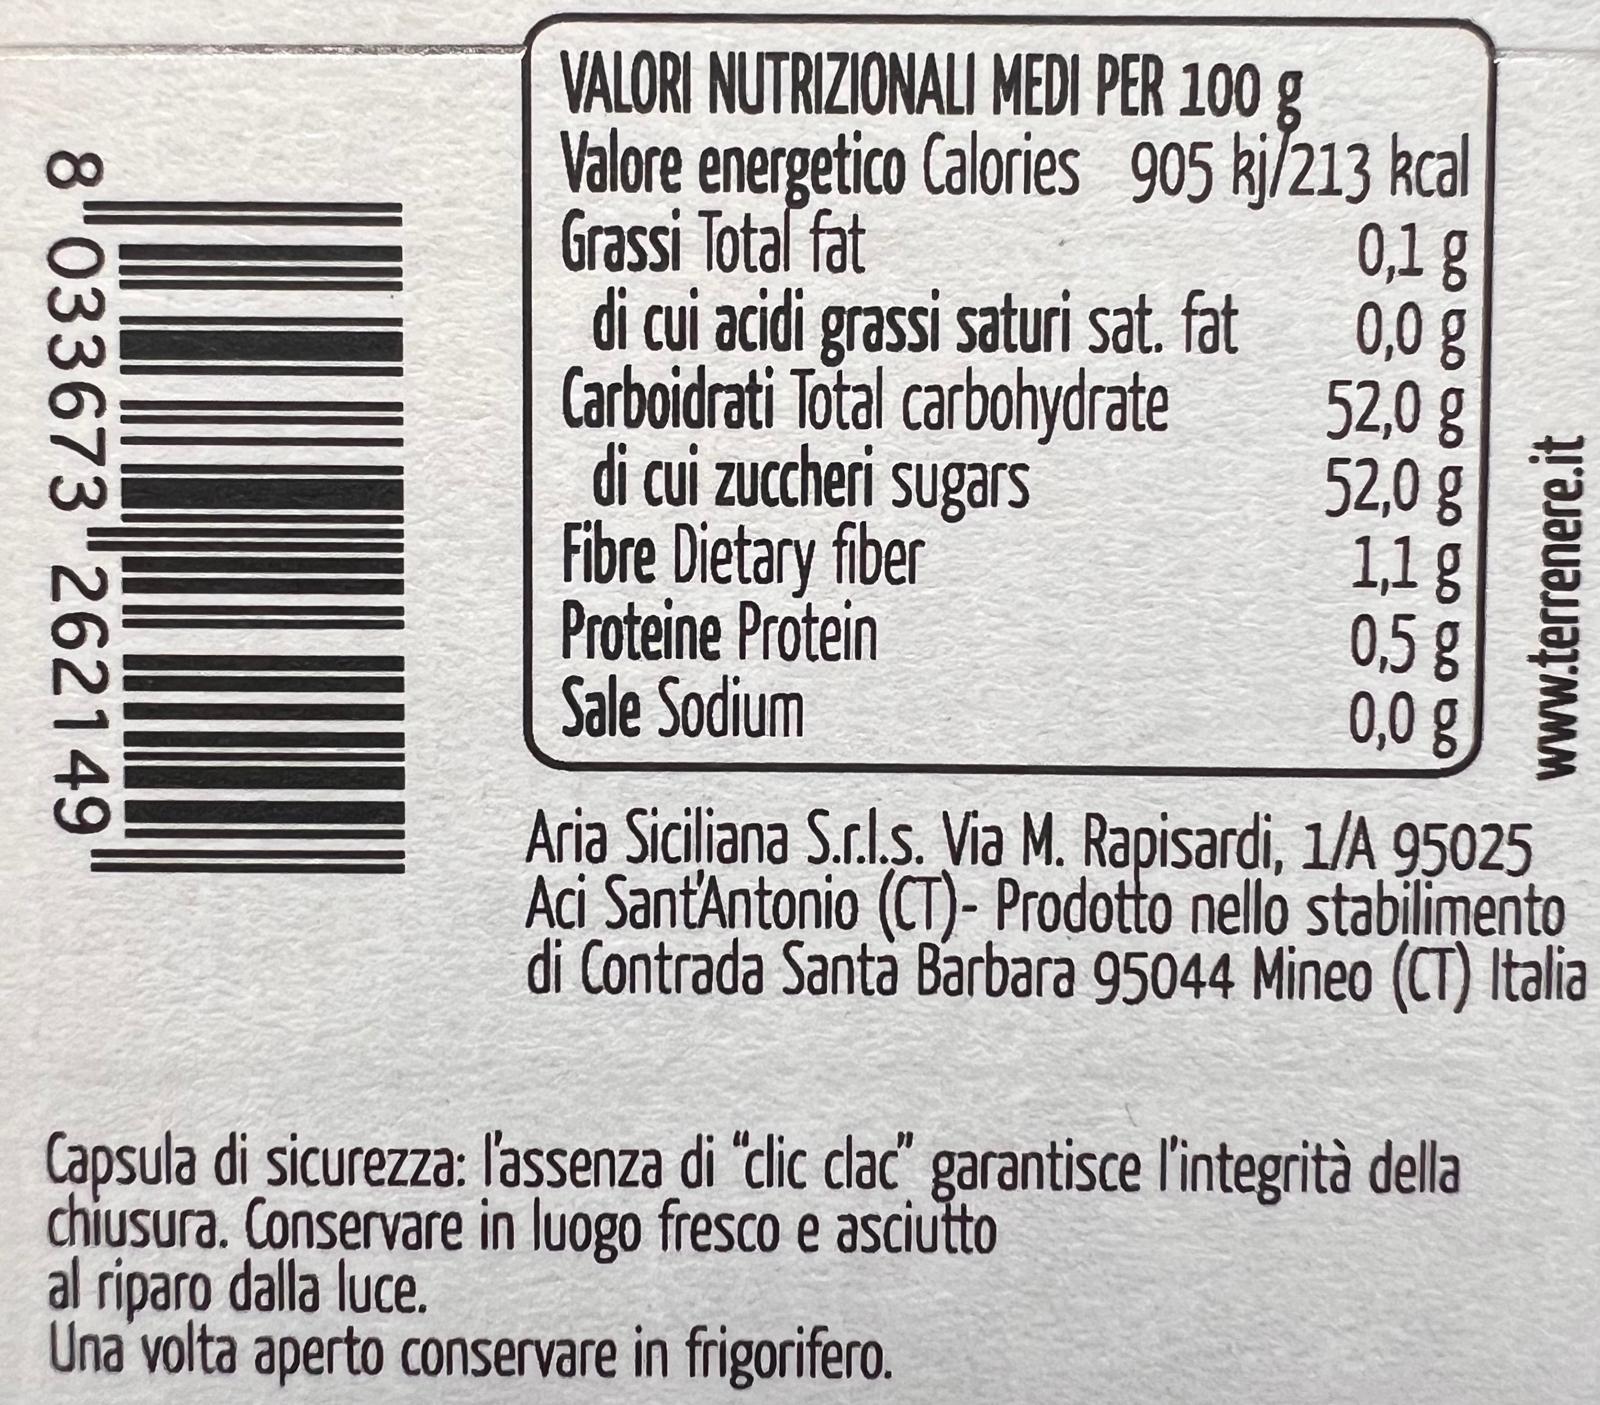 VALORI NUTRIZIONALI MEDI PER 100 g
Valore energetico Calories 905 kj/213 kcal
Grassi Total fat 0,1 g
di cui acidi grassi saturi sat. fat 0,0 g
Carboidrati Total carbohydrate 52,0 g
di cui zuccheri sugars 52,0 g
Fibre Dietary fiber 1,1 g
Proteine Protein 0,5 g
Sale Sodium 0,0 g
8 033673 262149
www.terrenere.it
Aria Siciliana S.r.l.s. Via M. Rapisardi, 1/A 95025
Aci Sant'Antonio (CT)- Prodotto nello stabilimento
di Contrada Santa Barbara 95044 Mineo (CT) Italia
Capsula di sicurezza: l'assenza di “clic clac” garantisce l'integrità della
chiusura. Conservare in luogo fresco e asciutto
al riparo dalla luce.
Una volta aperto conservare in frigorifero.